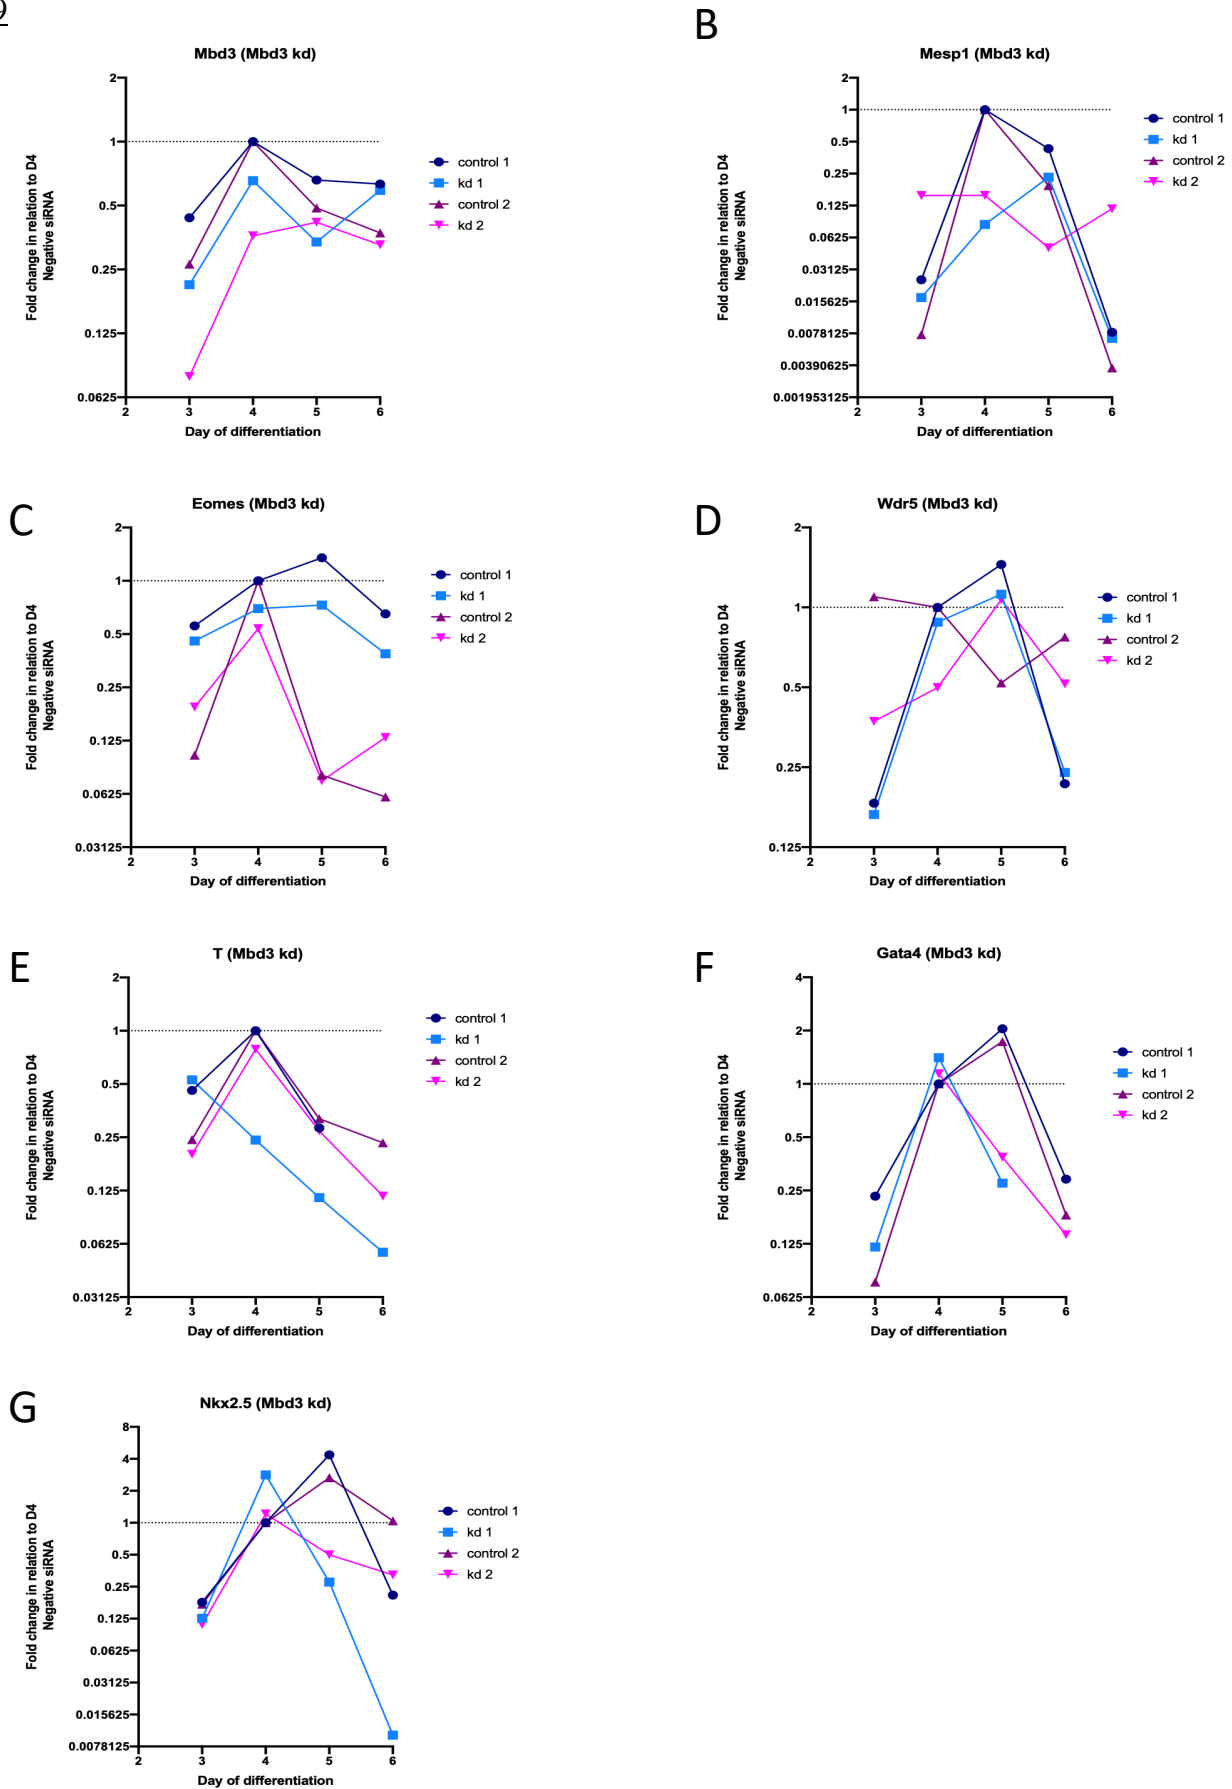 9
B
Mbd3 (Mbd3 kd)
2
1
0.5
0.25
0.125
0.0625
2 3 4 5 6
Fold change in relation to D4
Negative siRNA
Day of differentiation
control 1
kd 1
control 2
kd 2
Mesp1 (Mbd3 kd)
2
1
0.5
0.25
0.125
0.0625
0.03125
0.015625
0.0078125
0.00390625
0.001953125
2 3 4 5 6
Fold change in relation to D4
Negative siRNA
Day of differentiation
control 1
kd 1
control 2
kd 2
C
Eomes (Mbd3 kd)
2
1
0.5
0.25
0.125
0.0625
0.03125
2 3 4 5 6
Fold change in relation to D4
Negative siRNA
Day of differentiation
control 1
kd 1
control 2
kd 2
D
Wdr5 (Mbd3 kd)
2
1
0.5
0.25
0.125
2 3 4 5 6
Fold change in relation to D4
Negative siRNA
Day of differentiation
control 1
kd 1
control 2
kd 2
E
T (Mbd3 kd)
2
1
0.5
0.25
0.125
0.0625
0.03125
2 3 4 5 6
Fold change in relation to D4
Negative siRNA
Day of differentiation
control 1
kd 1
control 2
kd 2
F
Gata4 (Mbd3 kd)
4
2
1
0.5
0.25
0.125
0.0625
2 3 4 5 6
Fold change in relation to D4
Negative siRNA
Day of differentiation
control 1
kd 1
control 2
kd 2
G
Nkx2.5 (Mbd3 kd)
8
4
2
1
0.5
0.25
0.125
0.0625
0.03125
0.015625
0.0078125
2 3 4 5 6
Fold change in relation to D4
Negative siRNA
Day of differentiation
control 1
kd 1
control 2
kd 2